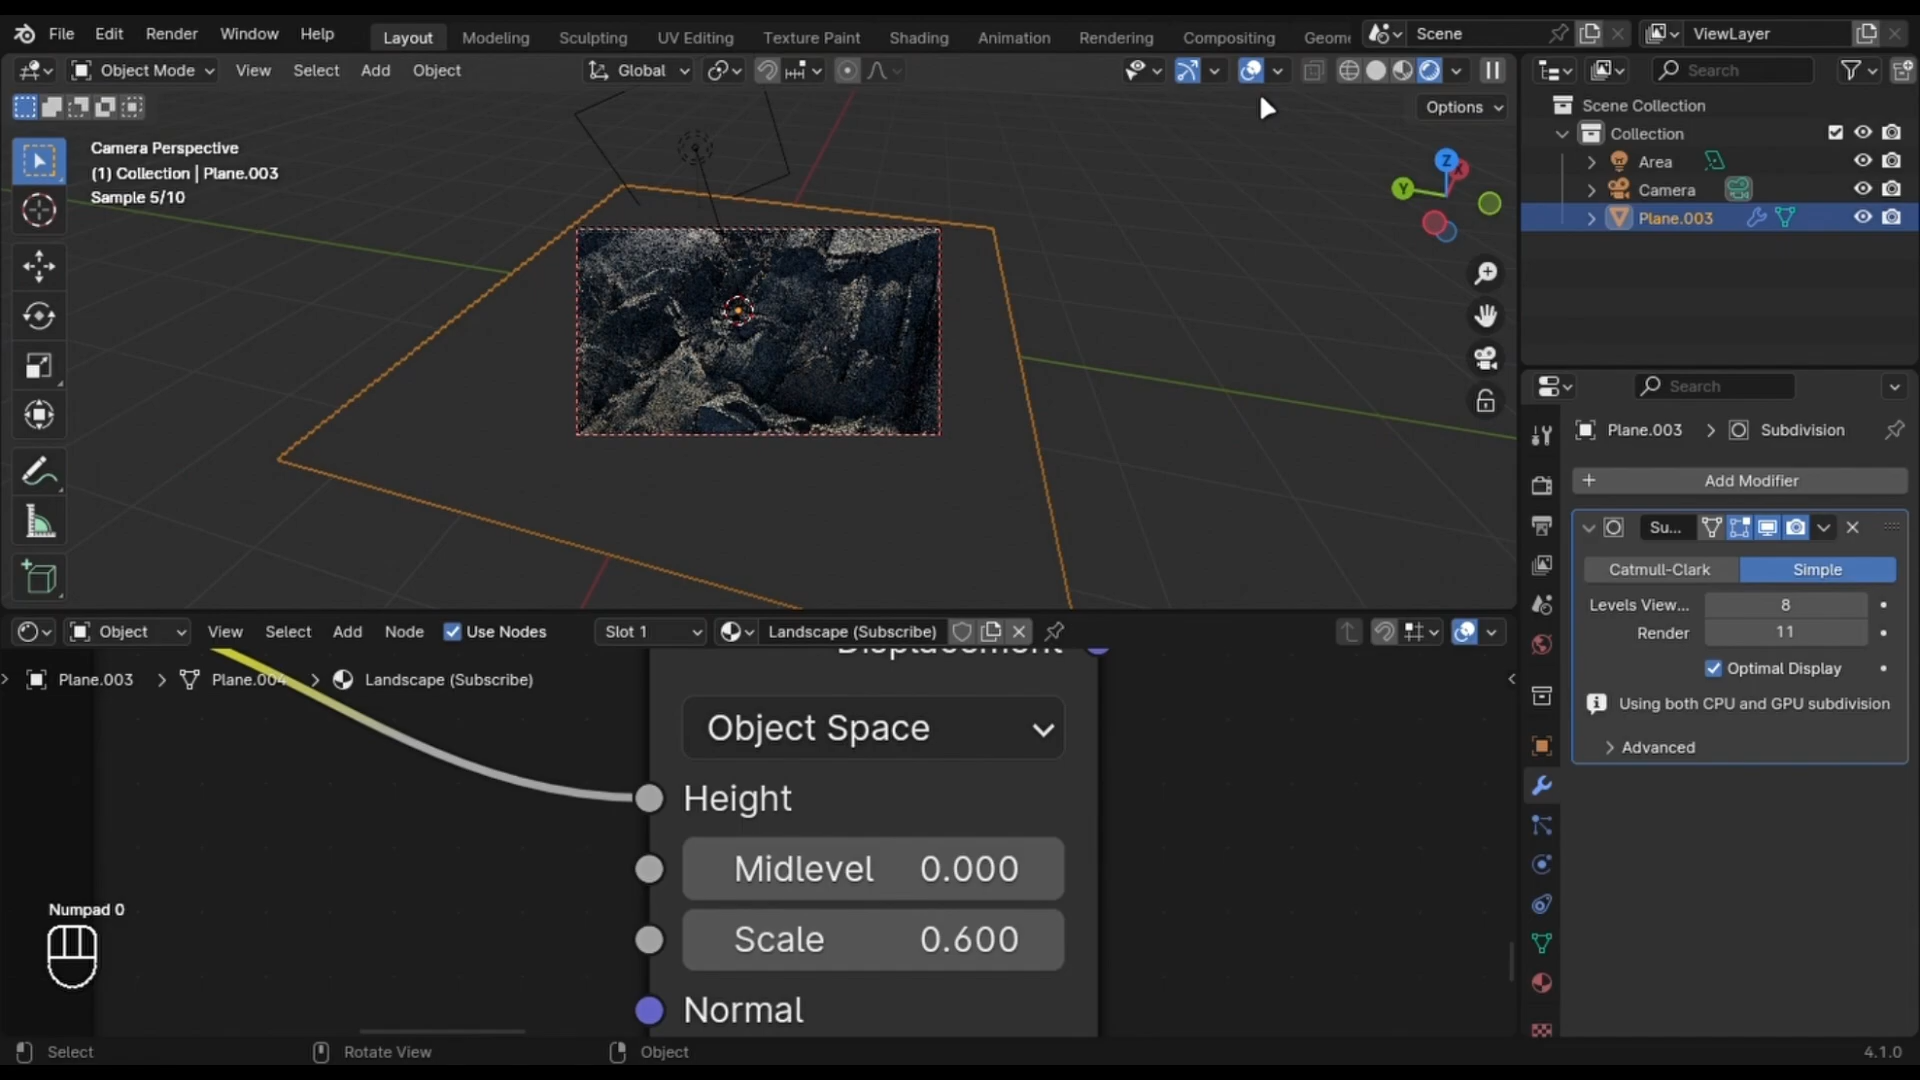 File Edit Render Window Help Layout Modeling Sculpting UV Editing Texture Paint Shading Animation Rendering Compositing Geom Scene ViewLayer
Object Mode View Select Add Object Global Search
Options
Scene Collection
Collection
Area
Camera
Plane.003
Camera Perspective
(1) Collection | Plane.003
Sample 5/10
X
Y
Z
Search
Plane.003 > Subdivision
Add Modifier
Su...
Catmull-Clark Simple
Levels View... 8
Render 11
Optimal Display
Using both CPU and GPU subdivision
Advanced
Object View Select Add Node Use Nodes Slot 1 Landscape (Subscribe)
Plane.003 > Plane.004 > Landscape (Subscribe)
Displacement
Object Space
Height
Midlevel 0.000
Scale 0.600
Normal
Numpad 0
Select Rotate View Object 4.1.0